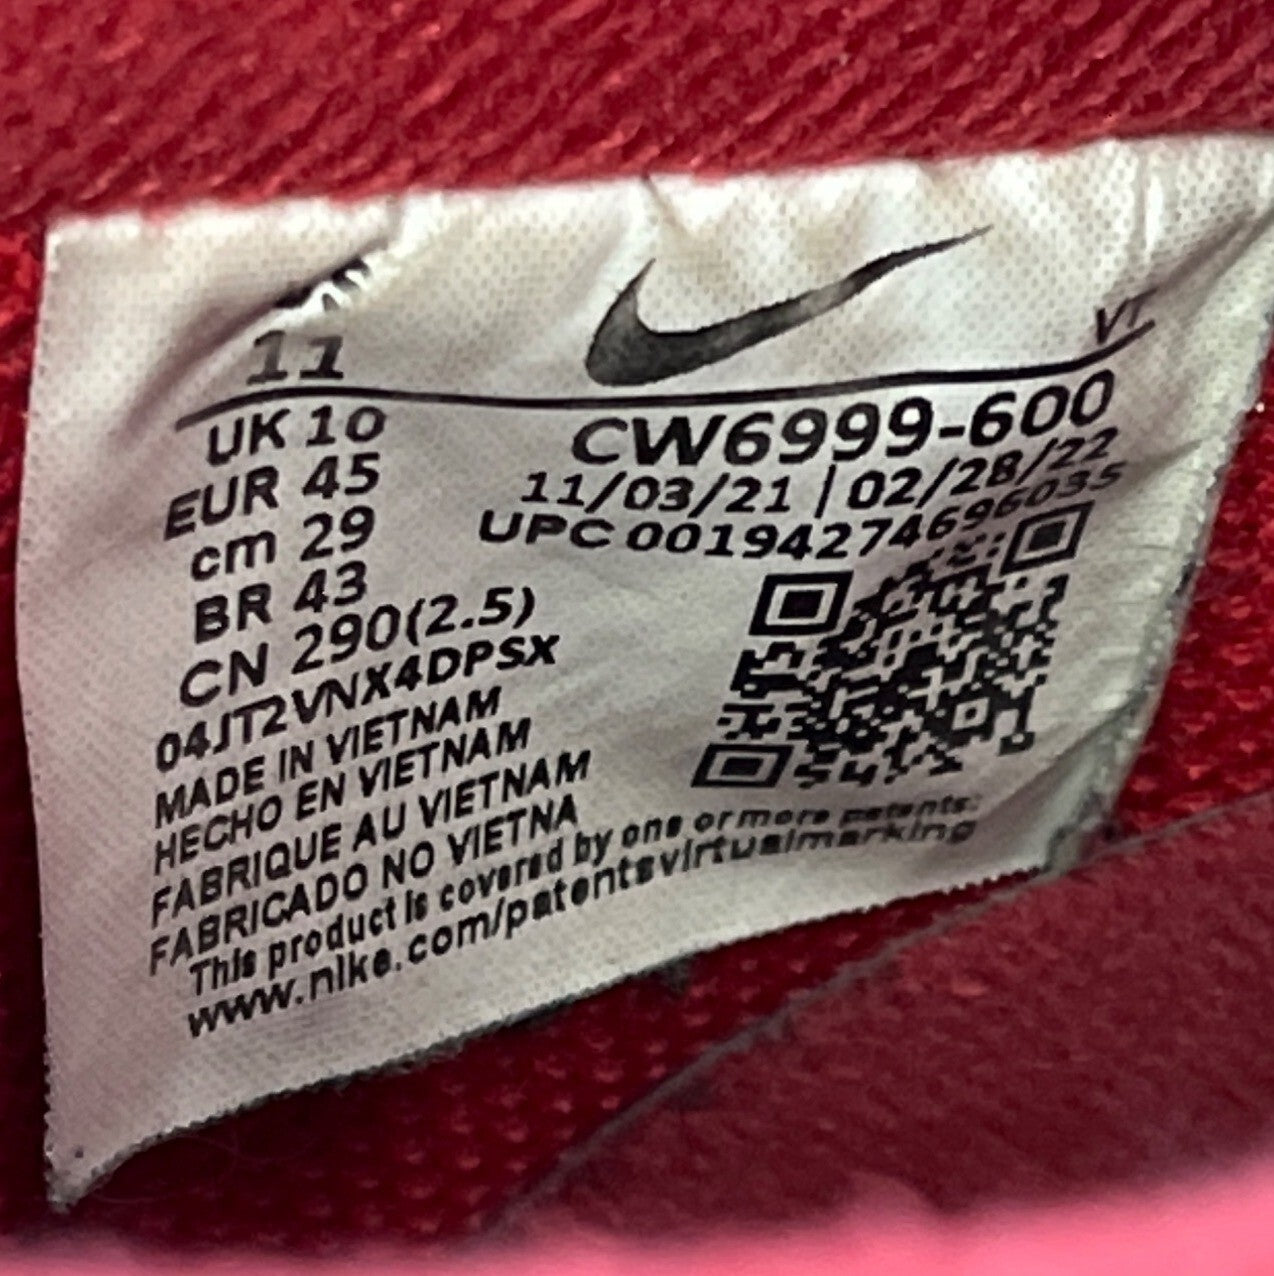 11
VT
UK 10
EUR 45
cm 29
BR 43
CN 290(2.5)
CW6999-600
11/03/21 | 02/28/22
UPC 00194274696035
04JT2VNX4DPSX
MADE IN VIETNAM
HECHO EN VIETNAM
FABRIQUE AU VIETNAM
FABRICADO NO VIETNA
This product is covered by one or more patents:
www.nike.com/patentsvirtualmarking